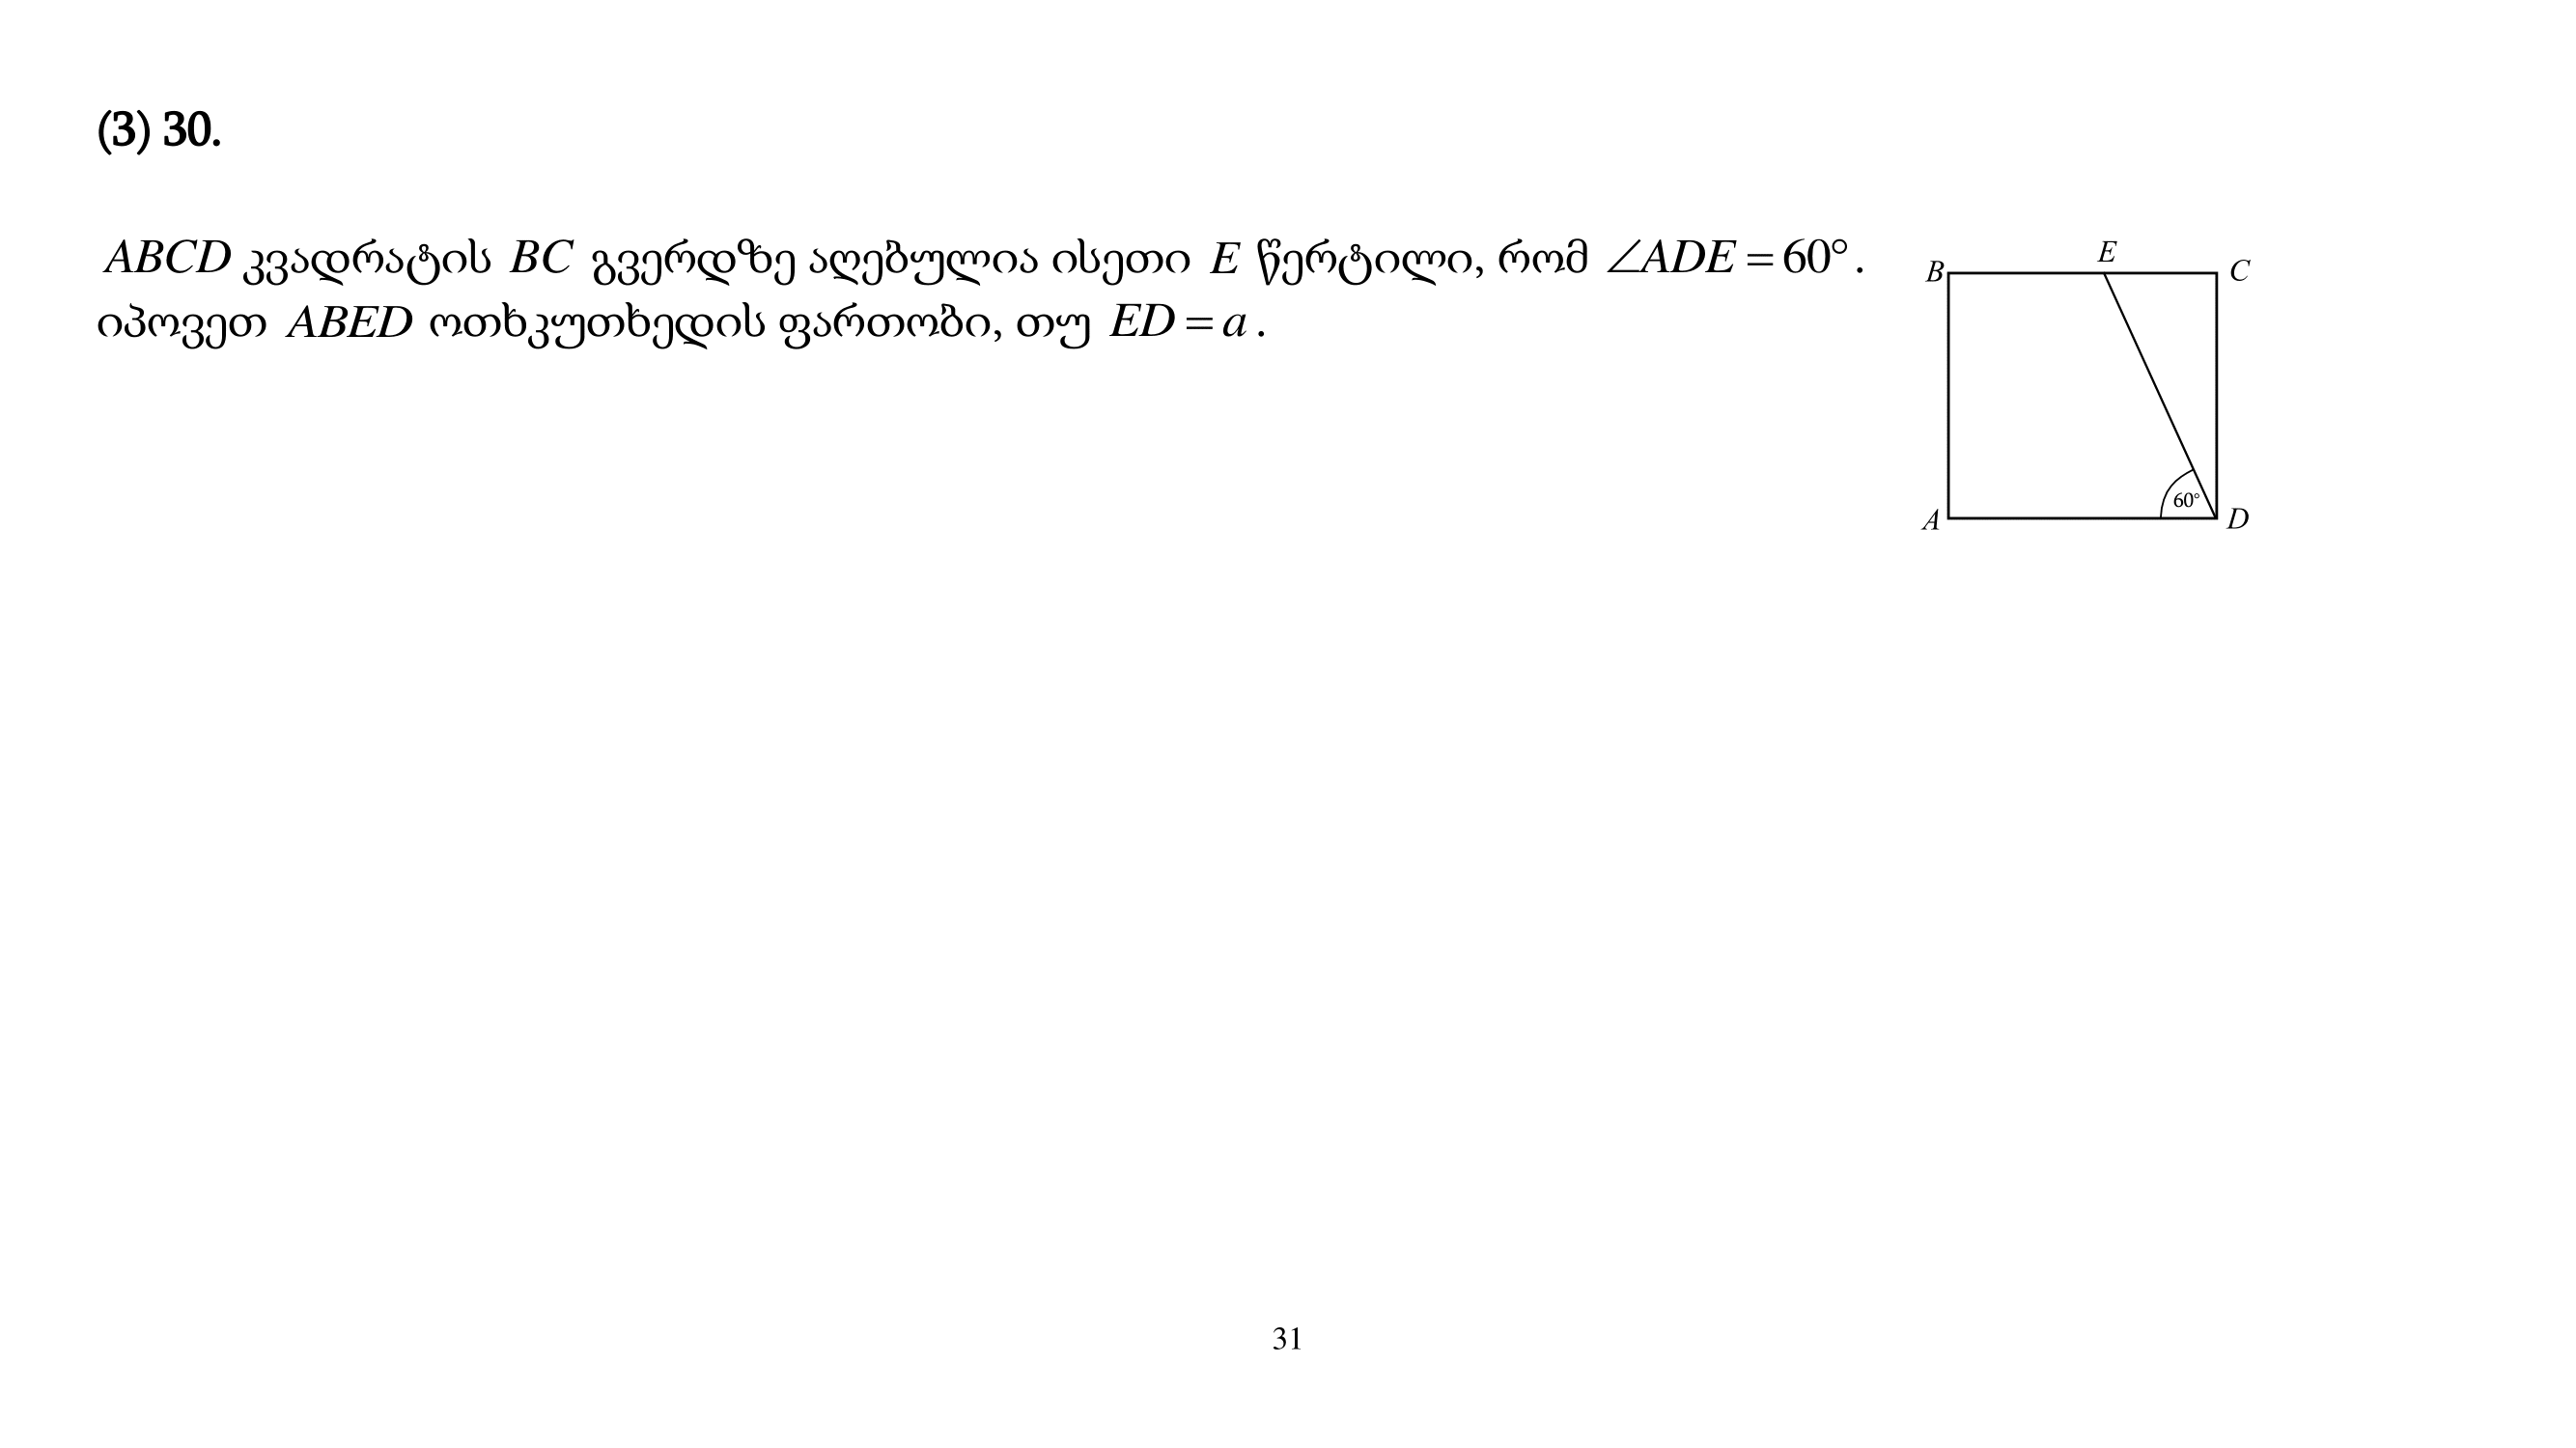 (3) 30.
ABCD კვადრატის BC გვერდზე აღებულია ისეთი E წერტილი, რომ ∠ADE = 60°.
იპოვეთ ABED ოთხკუთხედის ფართობი, თუ ED = a.
E
B
C
60°
A
D
31